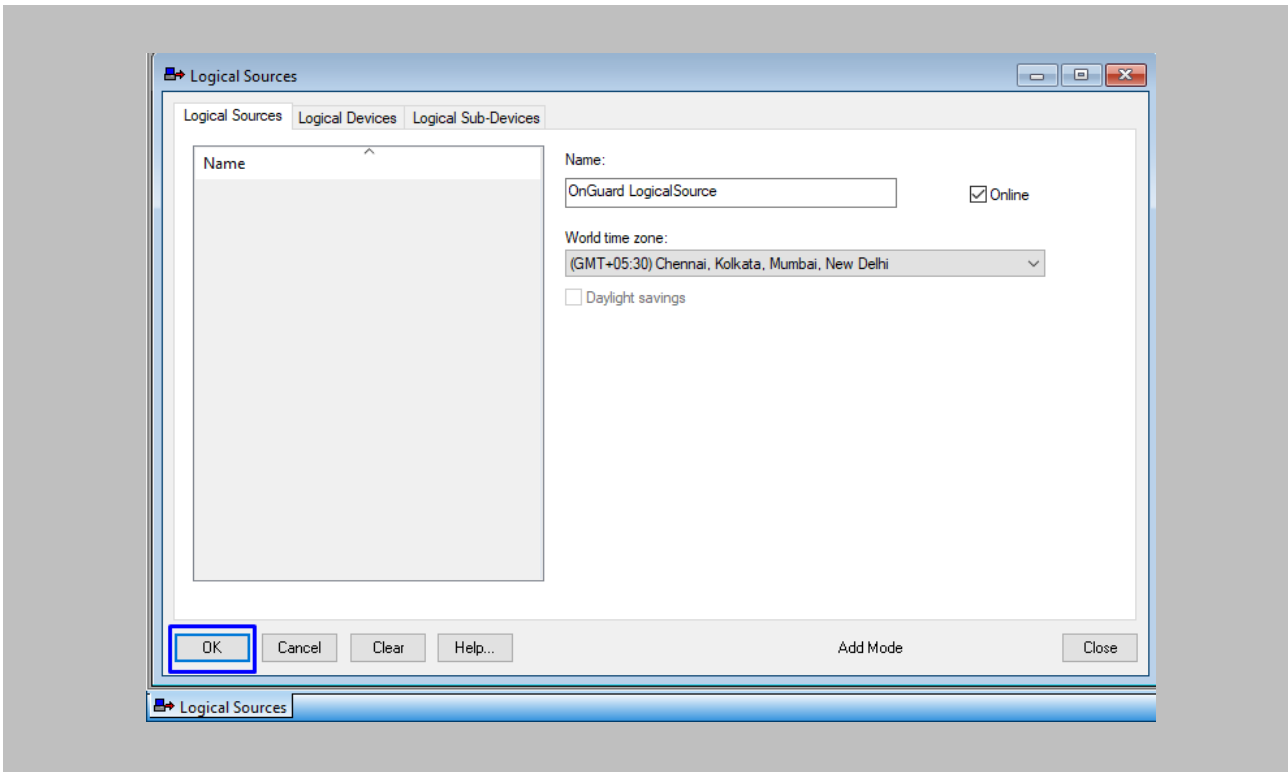 Logical Sources
Logical Sources Logical Devices Logical Sub-Devices
Name
Name:
OnGuard LogicalSource
Online
World time zone:
(GMT+05:30) Chennai, Kolkata, Mumbai, New Delhi
Daylight savings
OK Cancel Clear Help... Add Mode Close
Logical Sources